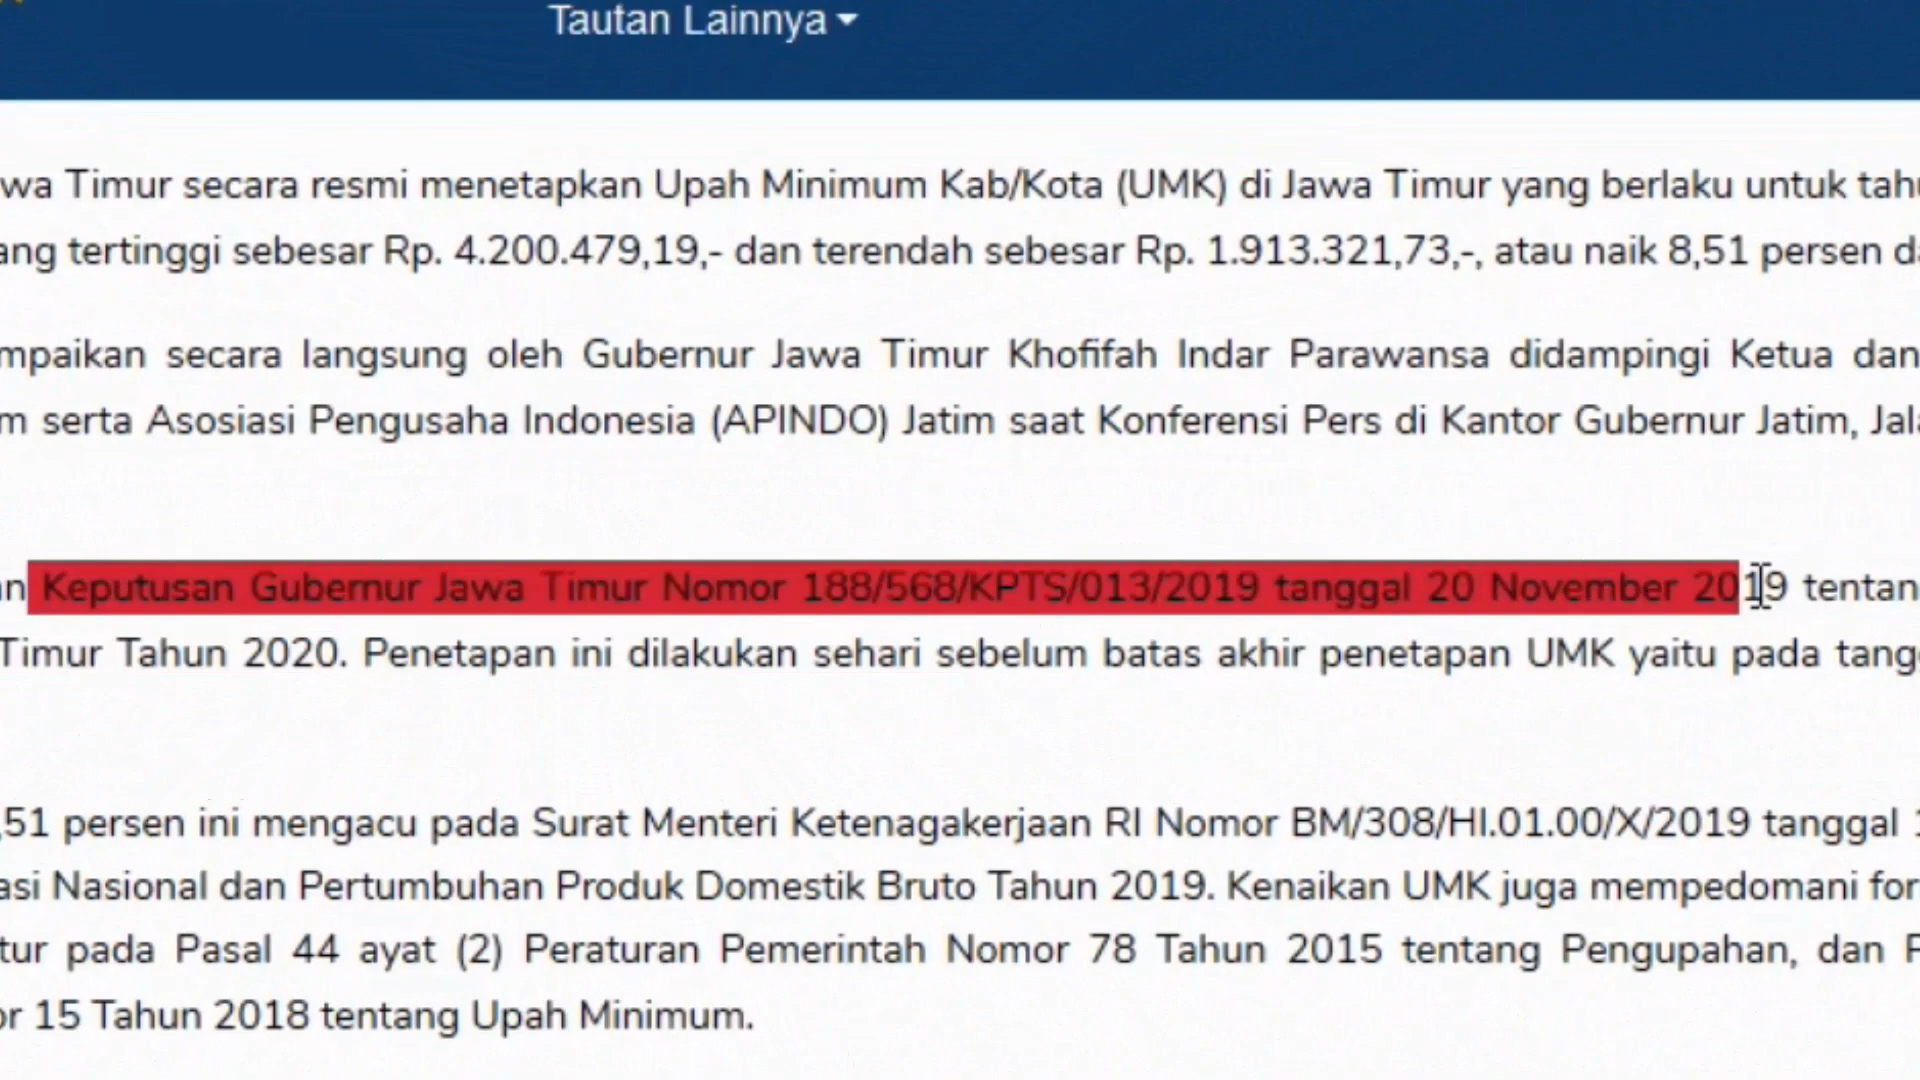 Tautan Lainnya
wa Timur secara resmi menetapkan Upah Minimum Kab/Kota (UMK) di Jawa Timur yang berlaku untuk tahu
ang tertinggi sebesar Rp. 4.200.479,19,- dan terendah sebesar Rp. 1.913.321,73,-, atau naik 8,51 persen da
mpaikan secara langsung oleh Gubernur Jawa Timur Khofifah Indar Parawansa didampingi Ketua dan
m serta Asosiasi Pengusaha Indonesia (APINDO) Jatim saat Konferensi Pers di Kantor Gubernur Jatim, Jala
an Keputusan Gubernur Jawa Timur Nomor 188/568/KPTS/013/2019 tanggal 20 November 2019 tentan
Timur Tahun 2020. Penetapan ini dilakukan sehari sebelum batas akhir penetapan UMK yaitu pada tangg
,51 persen ini mengacu pada Surat Menteri Ketenagakerjaan RI Nomor BM/308/HI.01.00/X/2019 tanggal 1
asi Nasional dan Pertumbuhan Produk Domestik Bruto Tahun 2019. Kenaikan UMK juga mempedomani for
tur pada Pasal 44 ayat (2) Peraturan Pemerintah Nomor 78 Tahun 2015 tentang Pengupahan, dan P
or 15 Tahun 2018 tentang Upah Minimum.